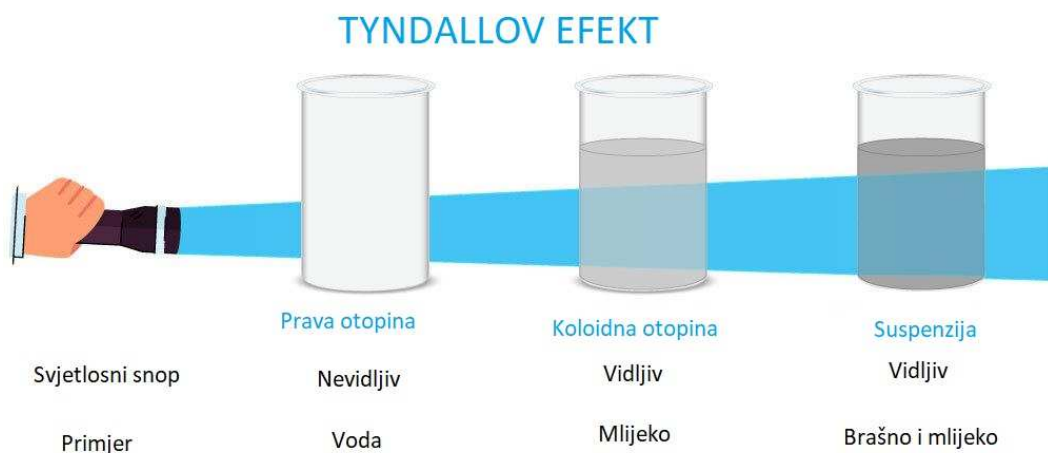 TYNDALLOV EFEKT
Prava otopina
Koloidna otopina
Suspenzija
Svjetlosni snop
Nevidljiv
Vidljiv
Vidljiv
Primjer
Voda
Mlijeko
Brašno i mlijeko